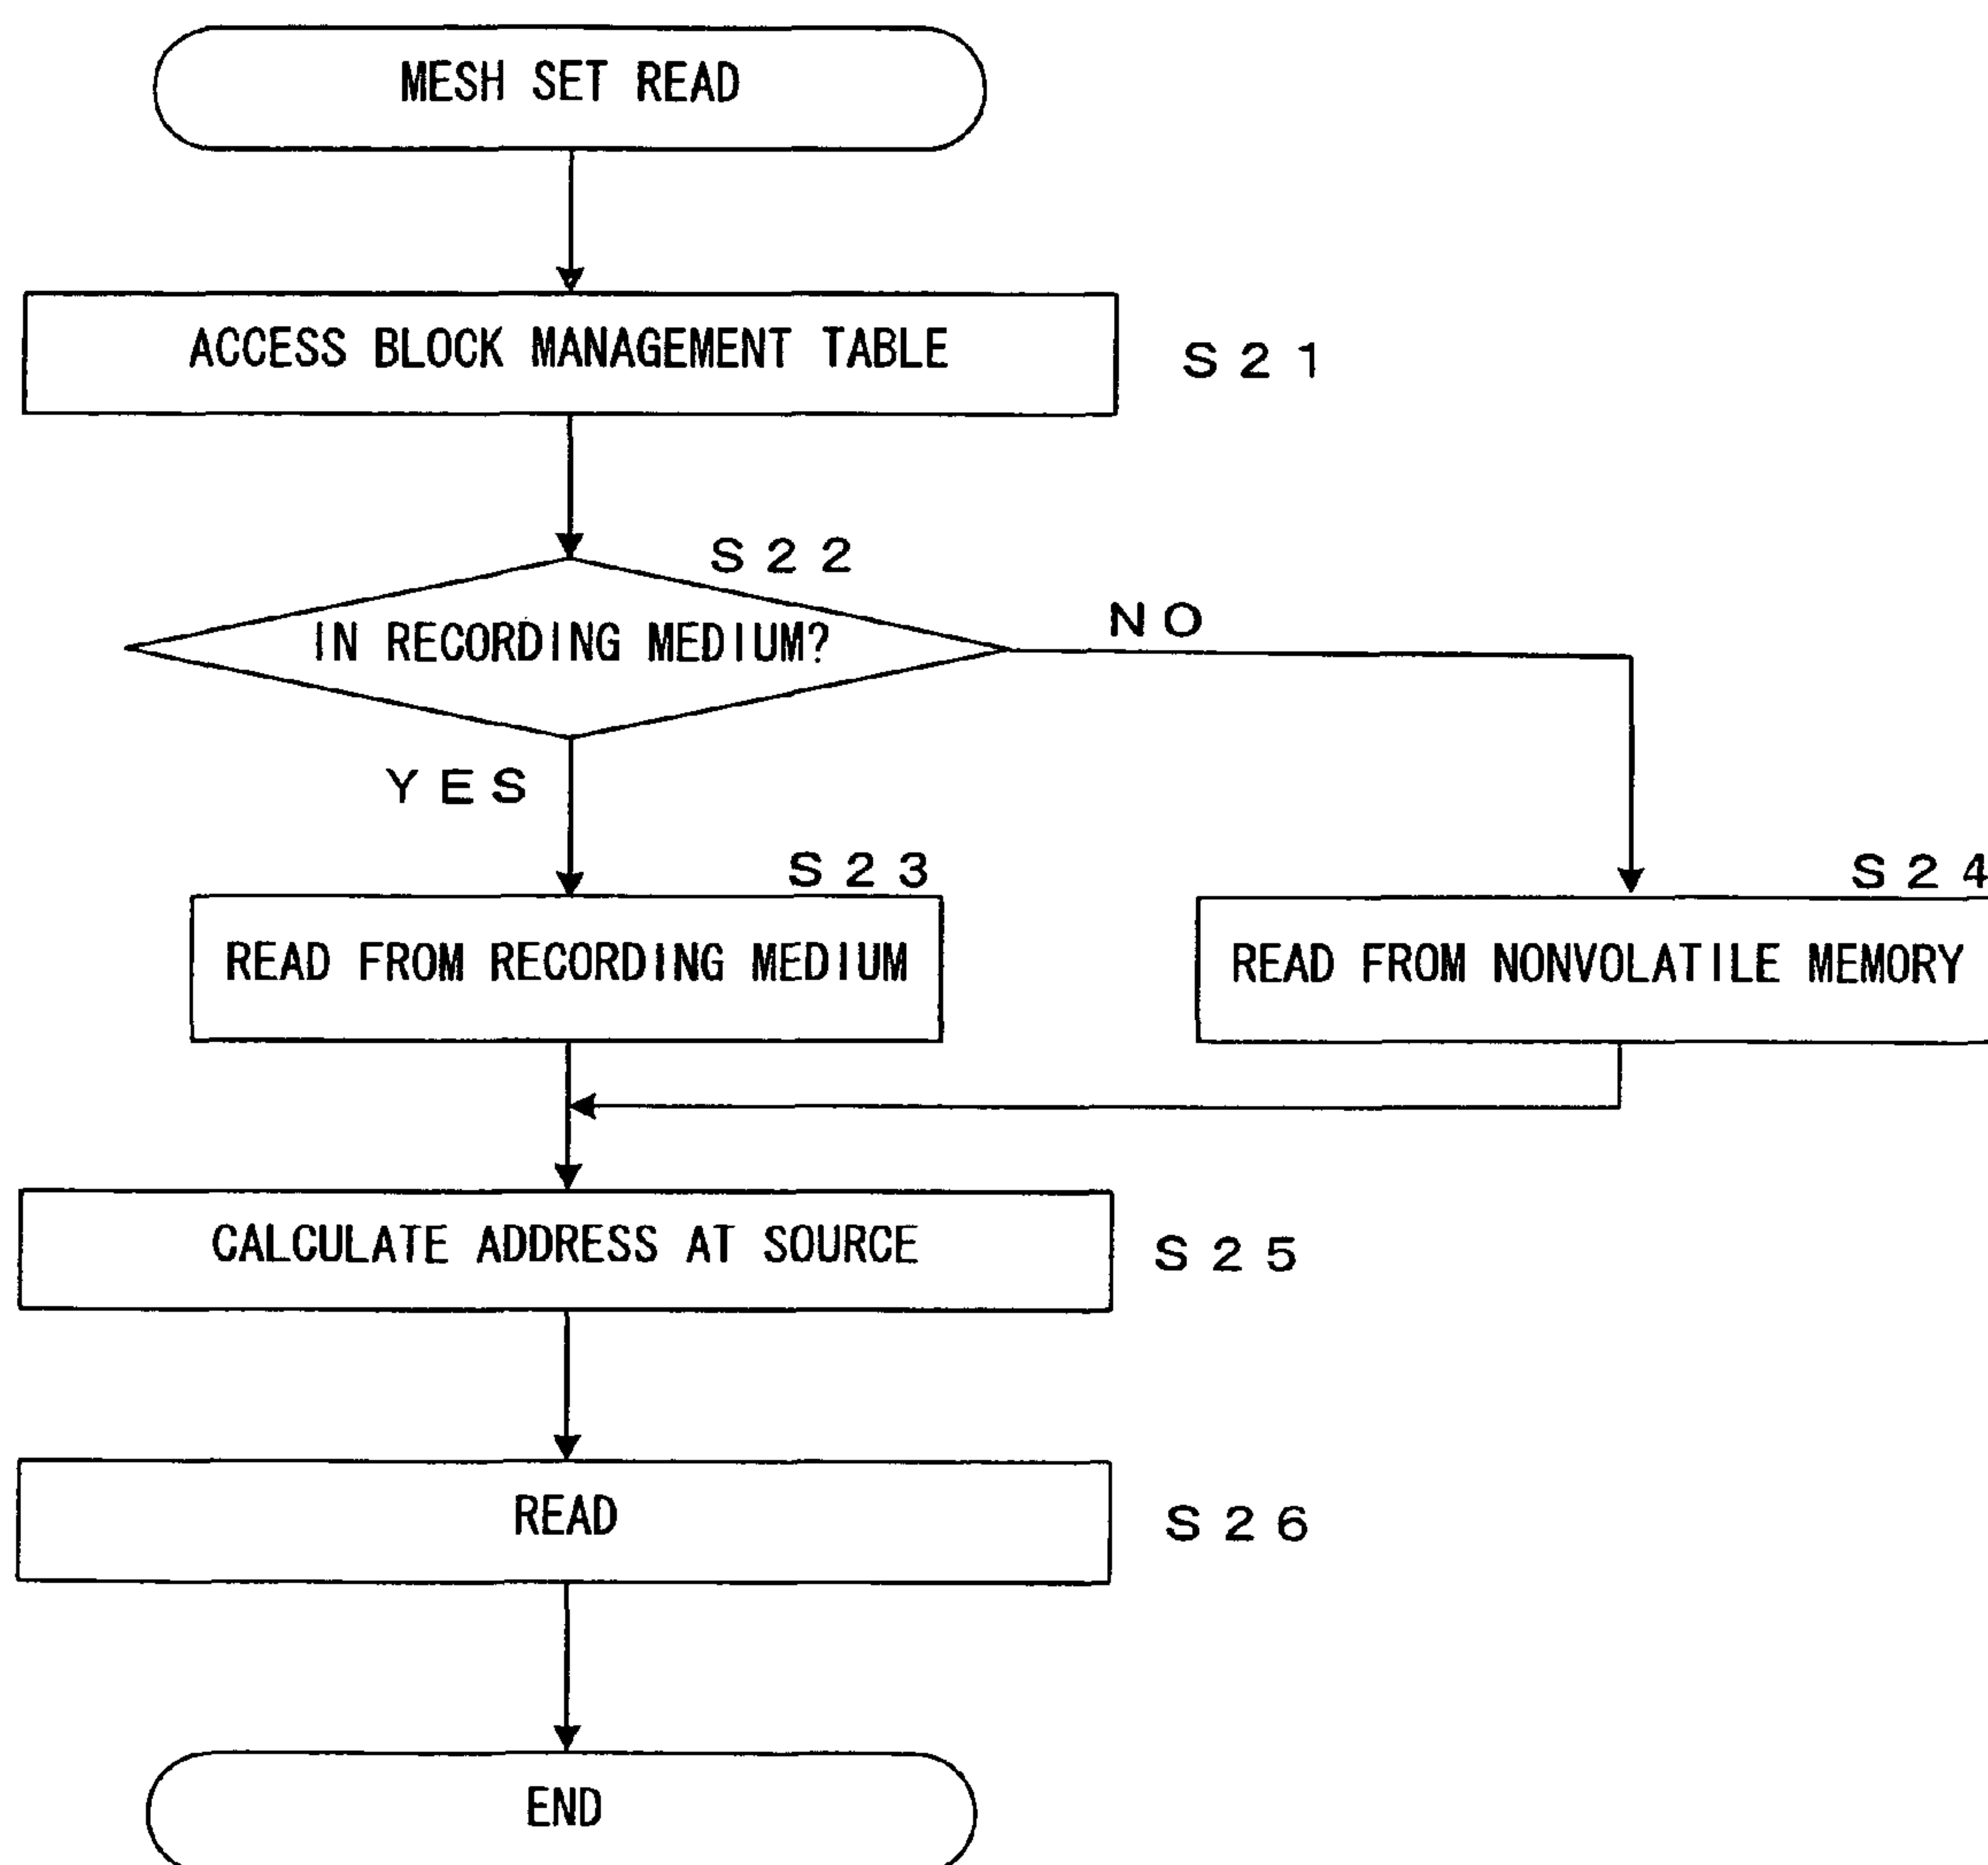 MESH SET READ
ACCESS BLOCK MANAGEMENT TABLE
S21
S22
IN RECORDING MEDIUM?
NO
YES
S23
S24
READ FROM RECORDING MEDIUM
READ FROM NONVOLATILE MEMORY
CALCULATE ADDRESS AT SOURCE
S25
READ
S26
END